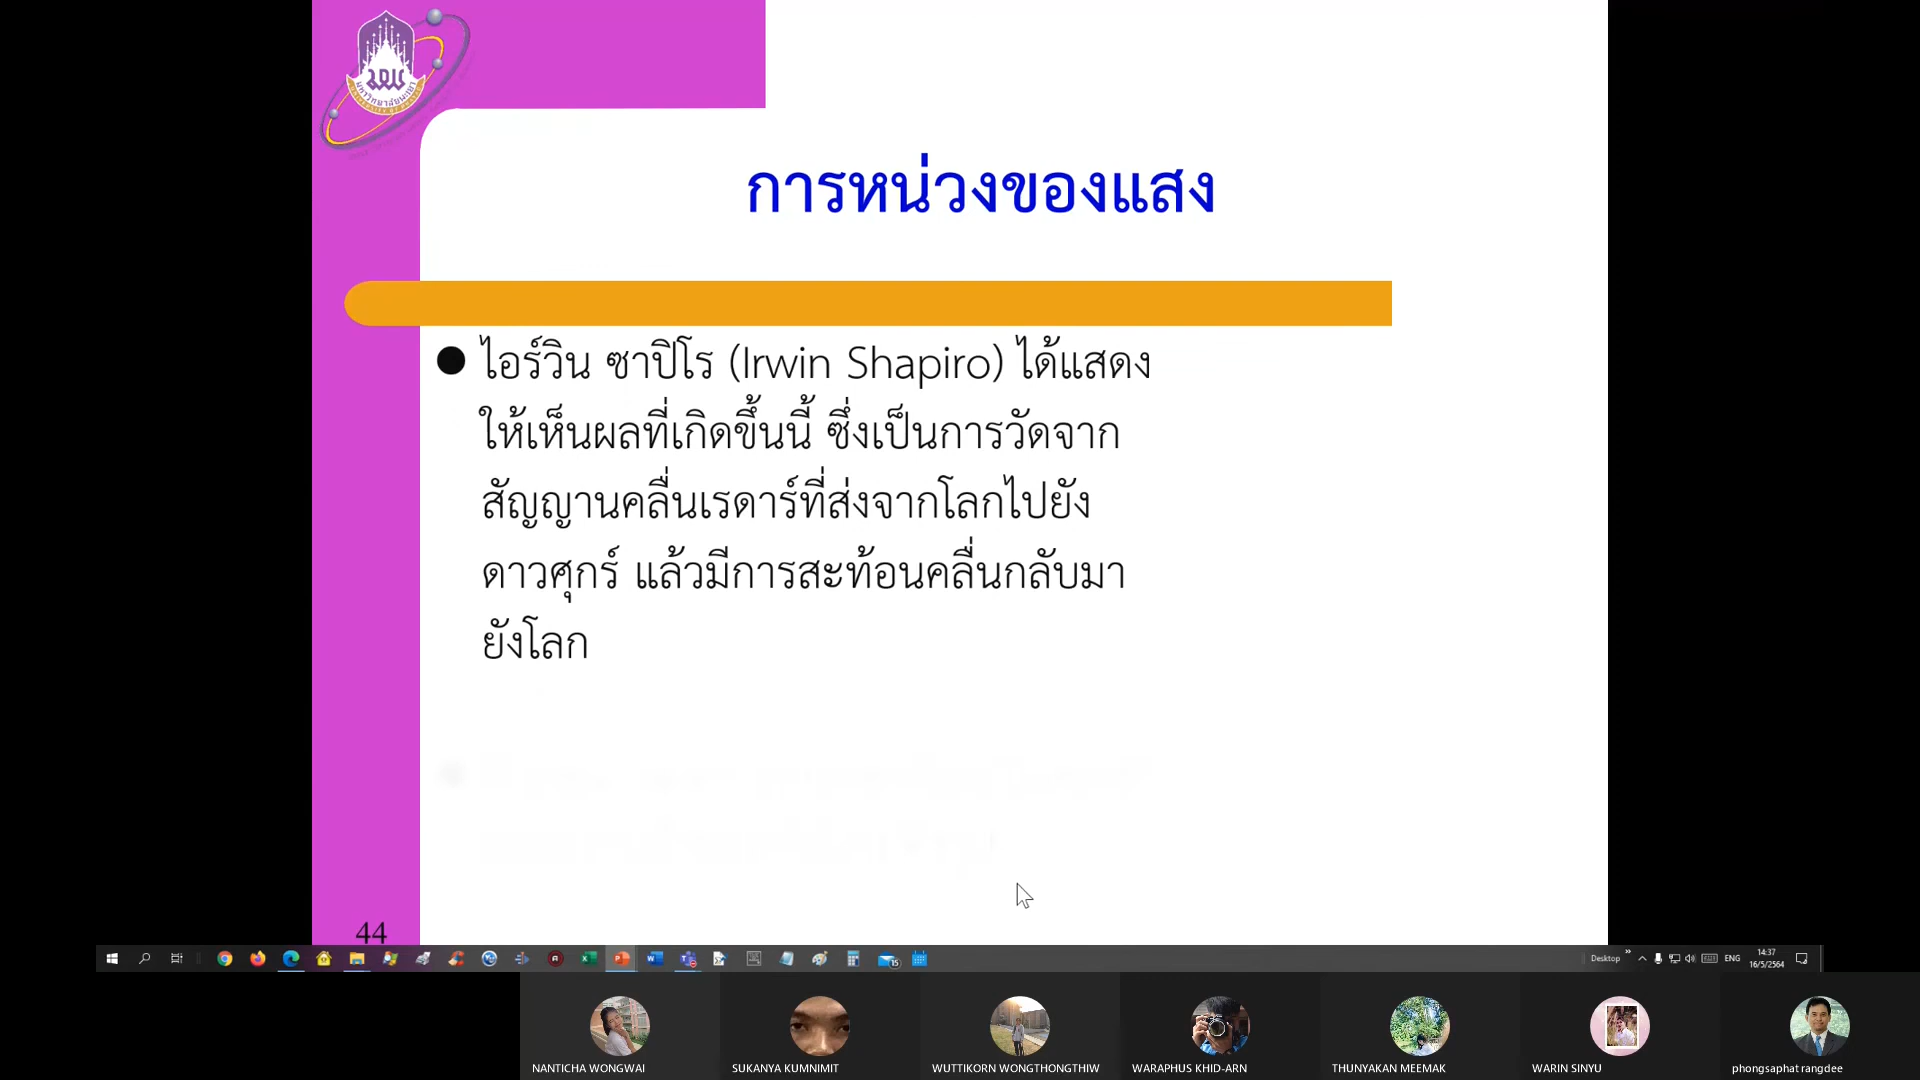 การหน่วงของแสง
ไอร์วิน ซาปิโร (Irwin Shapiro) ได้แสดง
ให้เห็นผลที่เกิดขึ้นนี้ ซึ่งเป็นการวัดจาก
สัญญานคลื่นเรดาร์ที่ส่งจากโลกไปยัง
ดาวศุกร์ แล้วมีการสะท้อนคลื่นกลับมา
ยังโลก
44
Desktop
ENG
14:37
16/5/2564
15
NANTICHA WONGWAI
SUKANYA KUMNIMIT
WUTTIKORN WONGTHONGTHIW
WARAPHUS KHID-ARN
THUNYAKAN MEEMAK
WARIN SINYU
phongsaphat rangdee